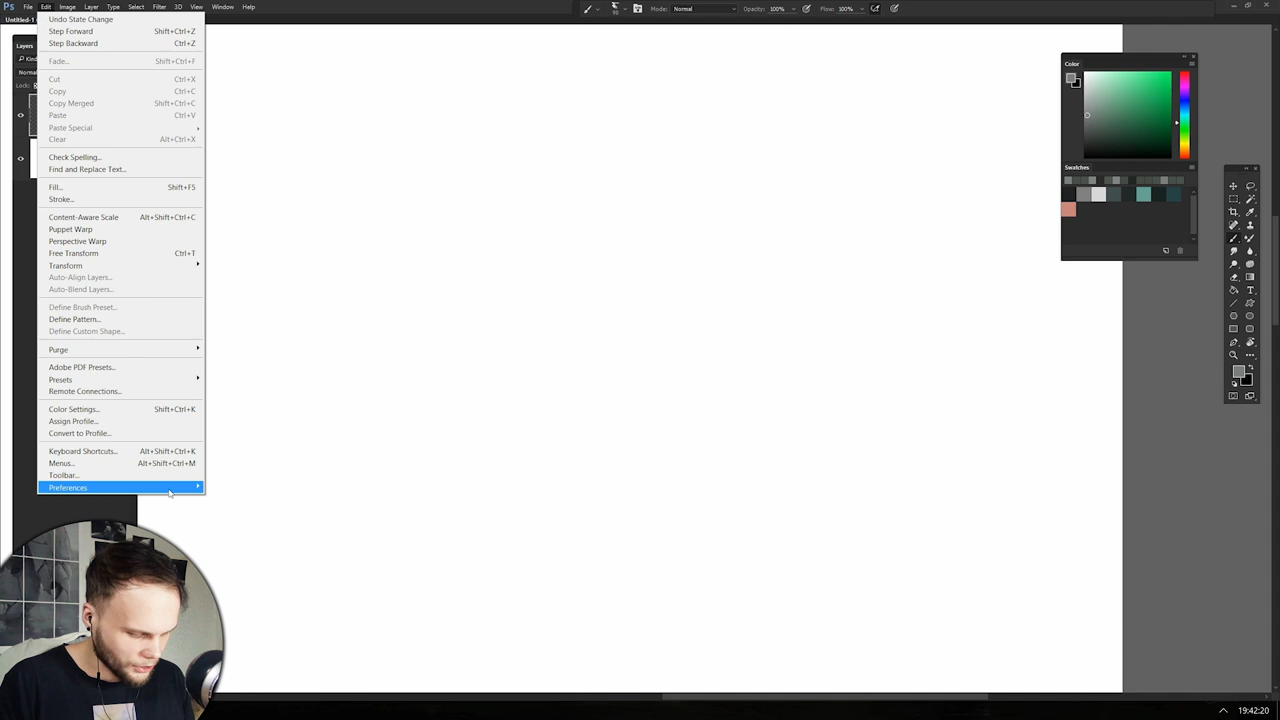 Ps File Edit Image Layer Type Select Filter 3D View Window Help
Mode: Normal Opacity: 100% Flow: 100%
50
Untitled-1
Undo State Change
Step Forward Shift+Ctrl+Z
Step Backward Ctrl+Z
Fade... Shift+Ctrl+F
Cut Ctrl+X
Copy Ctrl+C
Copy Merged Shift+Ctrl+C
Paste Ctrl+V
Paste Special
Clear Alt+Ctrl+X
Check Spelling...
Find and Replace Text...
Fill... Shift+F5
Stroke...
Content-Aware Scale Alt+Shift+Ctrl+C
Puppet Warp
Perspective Warp
Free Transform Ctrl+T
Transform
Auto-Align Layers...
Auto-Blend Layers...
Define Brush Preset...
Define Pattern...
Define Custom Shape...
Purge
Adobe PDF Presets...
Presets
Remote Connections...
Color Settings... Shift+Ctrl+K
Assign Profile...
Convert to Profile...
Keyboard Shortcuts... Alt+Shift+Ctrl+K
Menus... Alt+Shift+Ctrl+M
Toolbar...
Preferences
Layers
Kind
Normal
Lock:
Color
Swatches
19:42:20